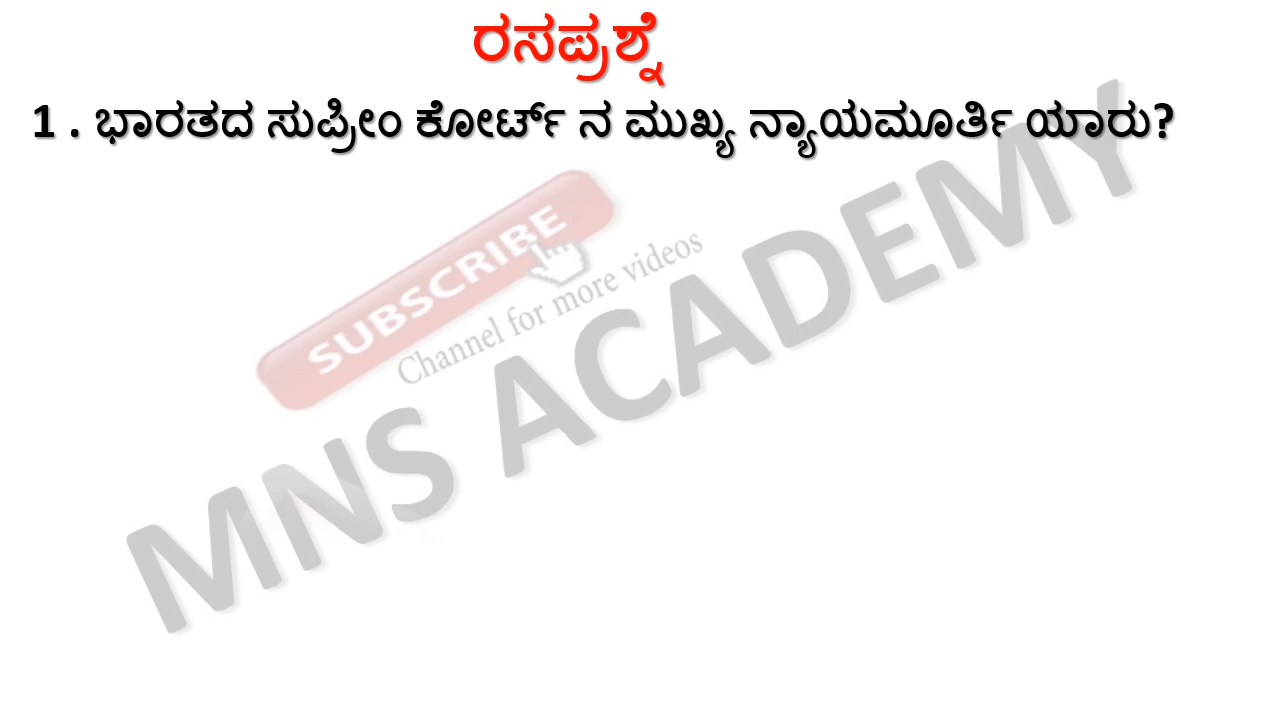 ರಸಪ್ರಶ್ನೆ
1 . ಭಾರತದ ಸುಪ್ರೀಂ ಕೋರ್ಟ್ ನ ಮುಖ್ಯ ನ್ಯಾಯಮೂರ್ತಿ ಯಾರು?
SUBSCRIBE
Channel for more videos
MNS ACADEMY